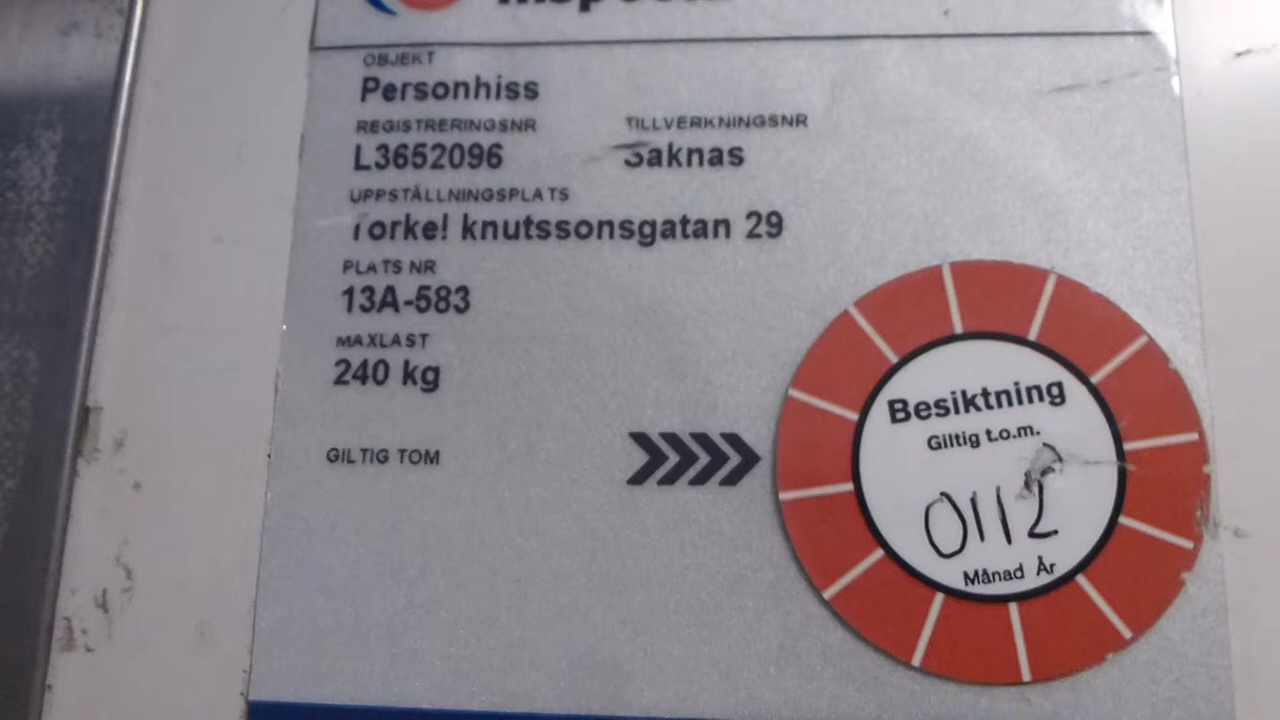 OBJEKT
Personhiss
REGISTRERINGSNR TILLVERKNINGSNR
L3652096 Saknas
UPPSTÄLLNINGSPLATS
Torkel knutssonsgatan 29
PLATS NR
13A-583
MAXLAST
240 kg
GILTIG TOM
Besiktning
Giltig t.o.m.
0112
Månad År